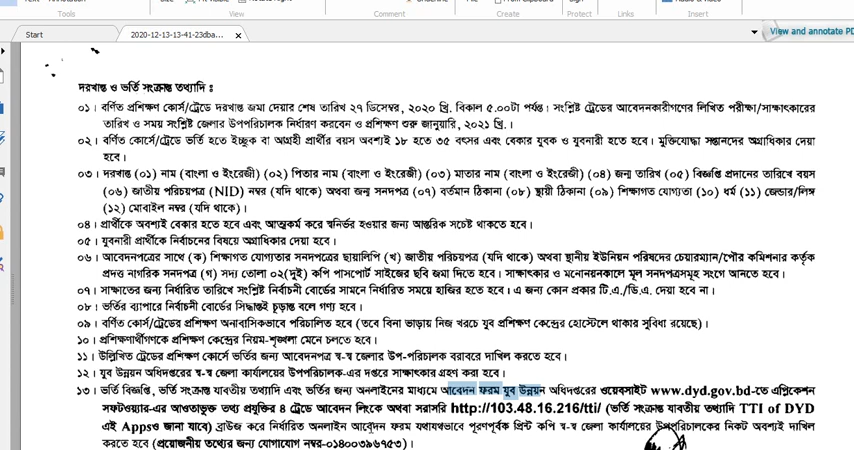 Tools View Comment Create Protect Links Insert
Start 2020-12-13-13-41-23dba... View and annotate PD
দরখাস্ত ও ভর্তি সংক্রান্ত তথ্যাদি ঃ
০১। বর্ণিত প্রশিক্ষণ কোর্স/ট্রেডে দরখাস্ত জমা দেয়ার শেষ তারিখ ২৭ ডিসেম্বর, ২০২০ খ্রি. বিকাল ৫.০০টা পর্যন্ত। সংশ্লিষ্ট ট্রেডের আবেদনকারীগণের লিখিত পরীক্ষা/সাক্ষাৎকারের
তারিখ ও সময় সংশ্লিষ্ট জেলার উপপরিচালক নির্ধারণ করবেন ও প্রশিক্ষণ শুরু জানুয়ারি, ২০২১ খ্রি.।
০২। বর্ণিত কোর্সে/ট্রেডে ভর্তি হতে ইচ্ছুক বা আগ্রহী প্রার্থীর বয়স অবশ্যই ১৮ হতে ৩৫ বৎসর এবং বেকার যুবক ও যুবনারী হতে হবে। মুক্তিযোদ্ধা সন্তানদের অগ্রাধিকার দেয়া
হবে।
০৩। দরখাস্ত (০১) নাম (বাংলা ও ইংরেজী) (০২) পিতার নাম (বাংলা ও ইংরেজী) (০৩) মাতার নাম (বাংলা ও ইংরেজী) (০৪) জন্ম তারিখ (০৫) বিজ্ঞপ্তি প্রদানের তারিখে বয়স
(০৬) জাতীয় পরিচয়পত্র (NID) নম্বর (যদি থাকে) অথবা জন্ম সনদপত্র (০৭) বর্তমান ঠিকানা (০৮) স্থায়ী ঠিকানা (০৯) শিক্ষাগত যোগ্যতা (১০) ধর্ম (১১) জেন্ডার/লিঙ্গ
(১২) মোবাইল নম্বর (যদি থাকে)।
০৪। প্রার্থীকে অবশ্যই বেকার হতে হবে এবং আত্মকর্ম করে স্বনির্ভর হওয়ার জন্য আন্তরিক সচেষ্ট থাকতে হবে।
০৫। যুবনারী প্রার্থীকে নির্বাচনের বিষয়ে অগ্রাধিকার দেয়া হবে।
০৬। আবেদনপত্রের সাথে (ক) শিক্ষাগত যোগ্যতার সনদপত্রের ছায়ালিপি (খ) জাতীয় পরিচয়পত্র (যদি থাকে) অথবা স্থানীয় ইউনিয়ন পরিষদের চেয়ারম্যান/পৌর কমিশনার কর্তৃক
প্রদত্ত নাগরিক সনদপত্র (গ) সদ্য তোলা ০২(দুই) কপি পাসপোর্ট সাইজের ছবি জমা দিতে হবে। সাক্ষাৎকার ও মনোনয়নকালে মূল সনদপত্রসমূহ সংগে আনতে হবে।
০৭। সাক্ষাতের জন্য নির্ধারিত তারিখে সংশ্লিষ্ট নির্বাচনী বোর্ডের সামনে নির্ধারিত সময়ে হাজির হতে হবে। এ জন্য কোন প্রকার টি.এ./ডি.এ. দেয়া হবে না।
০৮। ভর্তির ব্যাপারে নির্বাচনী বোর্ডের সিদ্ধান্তই চূড়ান্ত বলে গণ্য হবে।
০৯। বর্ণিত কোর্স/ট্রেডের প্রশিক্ষণ অনাবাসিকভাবে পরিচালিত হবে (তবে বিনা ভাড়ায় নিজ খরচে যুব প্রশিক্ষণ কেন্দ্রের হোস্টেলে থাকার সুবিধা রয়েছে)।
১০। প্রশিক্ষণার্থীগণকে প্রশিক্ষণ কেন্দ্রের নিয়ম-শৃঙ্খলা মেনে চলতে হবে।
১১। উল্লিখিত ট্রেডের প্রশিক্ষণ কোর্সে ভর্তির জন্য আবেদনপত্র স্ব-স্ব জেলার উপ-পরিচালক বরাবরে দাখিল করতে হবে।
১২। যুব উন্নয়ন অধিদপ্তরের স্ব-স্ব জেলা কার্যালয়ের উপপরিচালক-এর দপ্তরে সাক্ষাৎকার গ্রহণ করা হবে।
১৩। ভর্তি বিজ্ঞপ্তি, ভর্তি সংক্রান্ত যাবতীয় তথ্যাদি এবং ভর্তির জন্য অনলাইনের মাধ্যমে আবেদন ফরম যুব উন্নয়ন অধিদপ্তরের ওয়েবসাইট www.dyd.gov.bd-তে এপ্লিকেশন
সফটওয়্যার-এর আওতাভুক্ত তথ্য প্রযুক্তির ৪ ট্রেডে আবেদন লিংকে অথবা সরাসরি http://103.48.16.216/tti/ (ভর্তি সংক্রান্ত যাবতীয় তথ্যাদি TTI of DYD
এই Appsও জানা যাবে) ব্রাউজ করে নির্ধারিত অনলাইন আবেদন ফরম যথাযথভাবে পূরণপূর্বক প্রিন্ট কপি স্ব-স্ব জেলা কার্যালয়ের উপপরিচালকের নিকট অবশ্যই দাখিল
করতে হবে (প্রয়োজনীয় তথ্যের জন্য যোগাযোগ নম্বর-০১৪০০৩৯৬৭৫৩)।